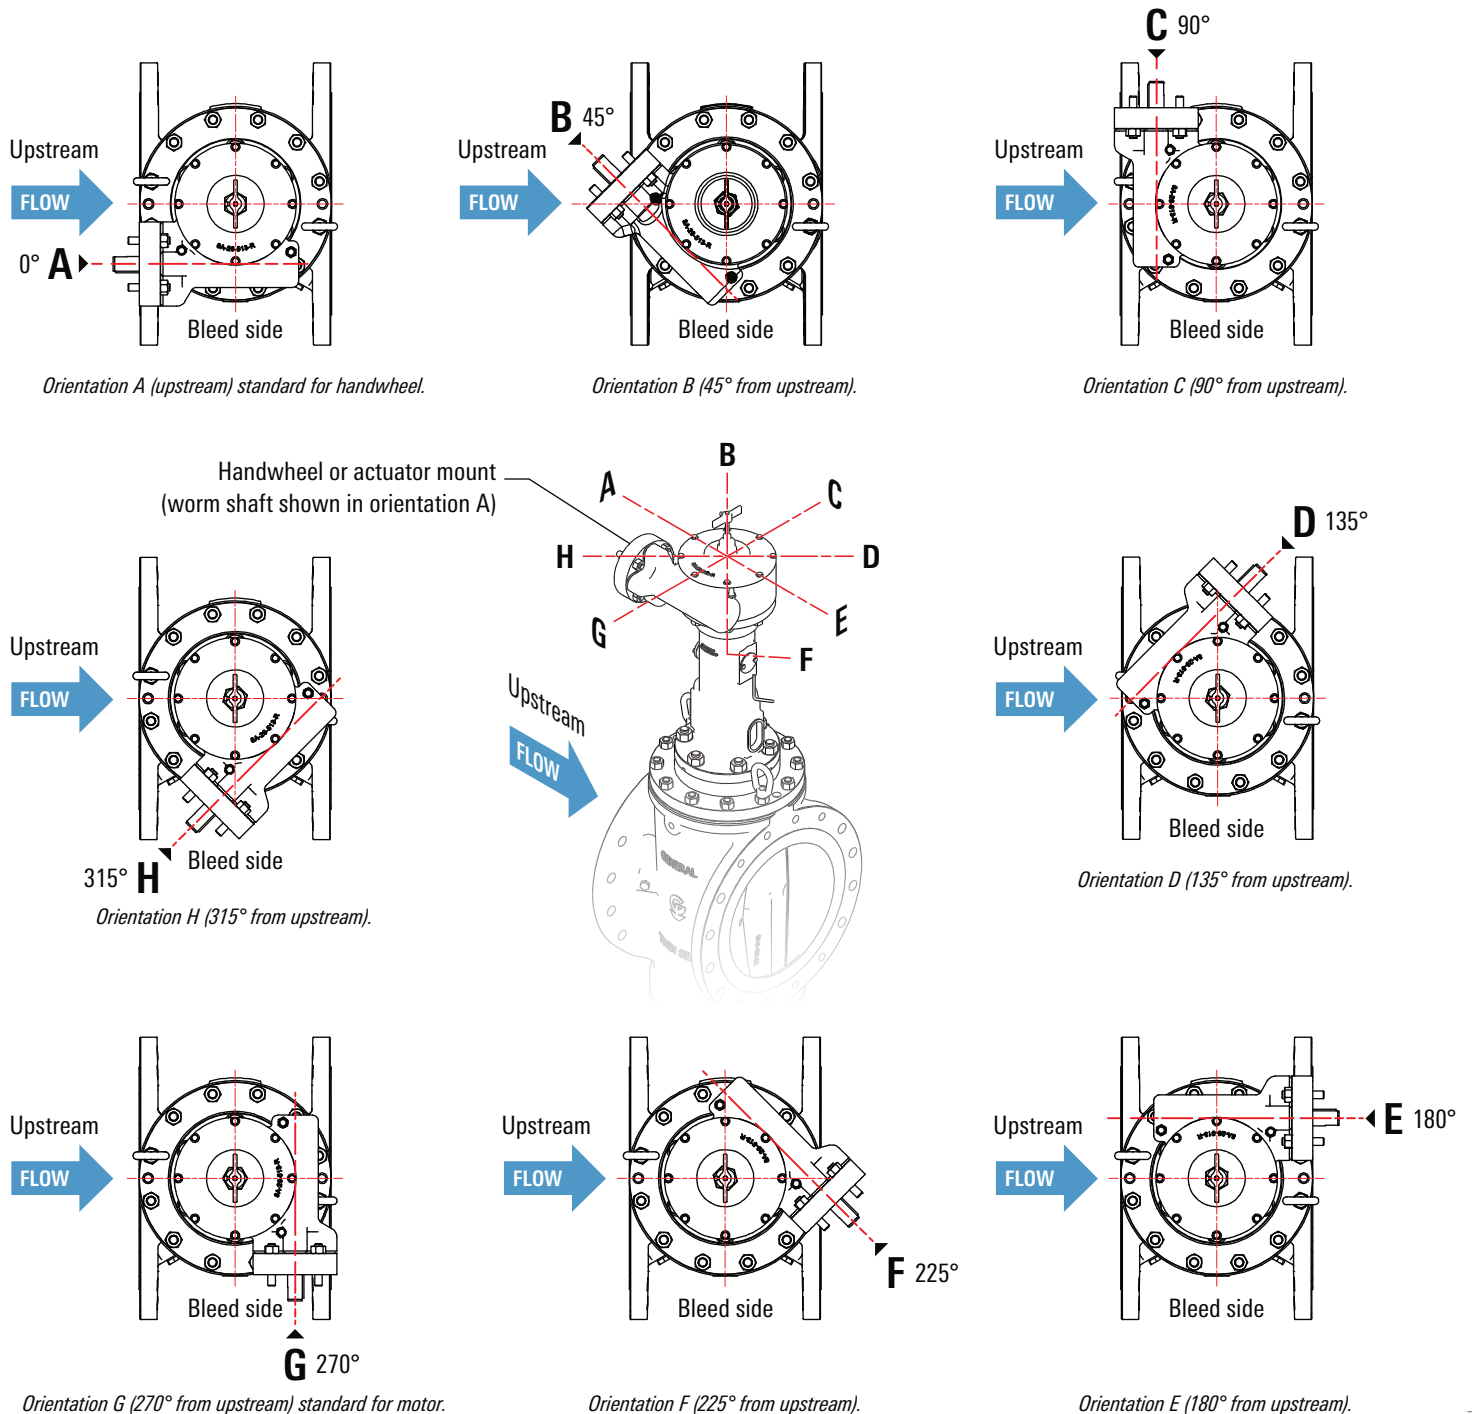 C 90°
B 45°
Upstream
FLOW
0° A
8A-28-013-R
Bleed side
Orientation A (upstream) standard for handwheel.
Upstream
FLOW
Bleed side
Orientation B (45° from upstream).
Upstream
FLOW
Bleed side
Orientation C (90° from upstream).
Handwheel or actuator mount
(worm shaft shown in orientation A)
A
B
C
H
D
G
E
F
Upstream
FLOW
GENERAL
Upstream
FLOW
Bleed side
315° H
Orientation H (315° from upstream).
D 135°
Upstream
FLOW
Bleed side
Orientation D (135° from upstream).
Upstream
FLOW
Bleed side
G 270°
Orientation G (270° from upstream) standard for motor.
Upstream
FLOW
Bleed side
F 225°
Orientation F (225° from upstream).
Upstream
FLOW
E 180°
Bleed side
Orientation E (180° from upstream).